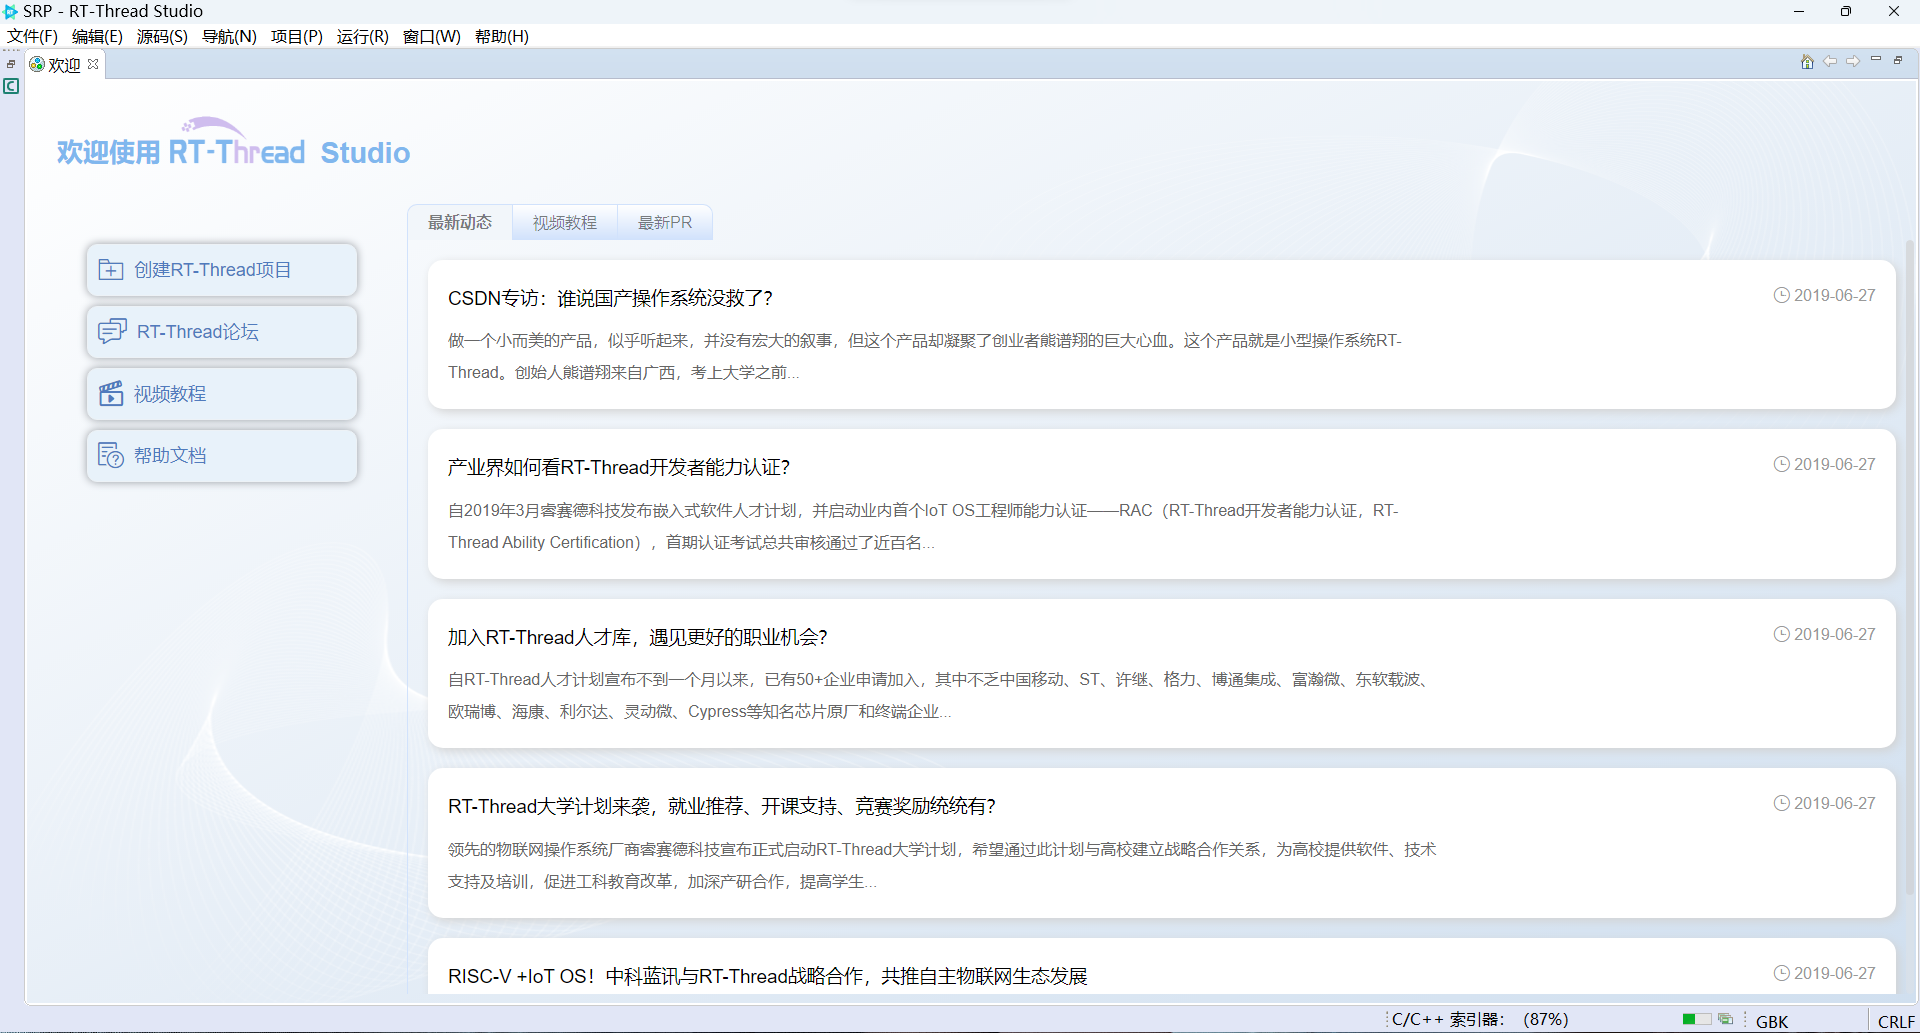 SRP - RT-Thread Studio
文件(F) 编辑(E) 源码(S) 导航(N) 项目(P) 运行(R) 窗口(W) 帮助(H)
欢迎
欢迎使用 RT-Thread Studio
最新动态 视频教程 最新PR
创建RT-Thread项目
RT-Thread论坛
视频教程
帮助文档
CSDN专访：谁说国产操作系统没救了？
2019-06-27
做一个小而美的产品，似乎听起来，并没有宏大的叙事，但这个产品却凝聚了创业者熊谱翔的巨大心血。这个产品就是小型操作系统RT-
Thread。创始人熊谱翔来自广西，考上大学之前...
产业界如何看RT-Thread开发者能力认证？
2019-06-27
自2019年3月睿赛德科技发布嵌入式软件人才计划，并启动业内首个IoT OS工程师能力认证——RAC（RT-Thread开发者能力认证，RT-
Thread Ability Certification），首期认证考试总共审核通过了近百名...
加入RT-Thread人才库，遇见更好的职业机会？
2019-06-27
自RT-Thread人才计划宣布不到一个月以来，已有50+企业申请加入，其中不乏中国移动、ST、许继、格力、博通集成、富瀚微、东软载波、
欧瑞博、海康、利尔达、灵动微、Cypress等知名芯片原厂和终端企业...
RT-Thread大学计划来袭，就业推荐、开课支持、竞赛奖励统统有？
2019-06-27
领先的物联网操作系统厂商睿赛德科技宣布正式启动RT-Thread大学计划，希望通过此计划与高校建立战略合作关系，为高校提供软件、技术
支持及培训，促进工科教育改革，加深产研合作，提高学生...
RISC-V +IoT OS！中科蓝讯与RT-Thread战略合作，共推自主物联网生态发展
2019-06-27
C/C++ 索引器： (87%)
GBK
CRLF